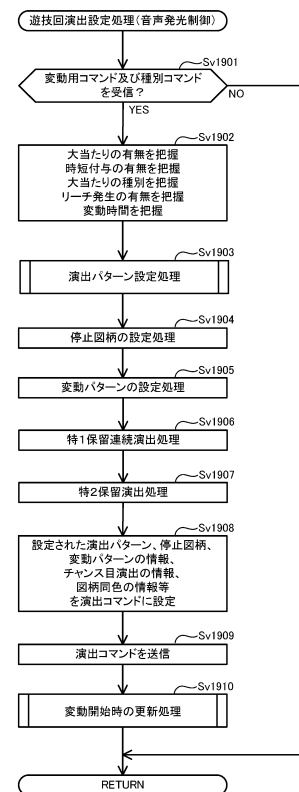 遊技回演出設定処理(音声発光制御)
Sv1901
変動用コマンド及び種別コマンド
を受信?
NO
YES
Sv1902
大当たりの有無を把握
時短付与の有無を把握
大当たりの種別を把握
リーチ発生の有無を把握
変動時間を把握
Sv1903
演出パターン設定処理
Sv1904
停止図柄の設定処理
Sv1905
変動パターンの設定処理
Sv1906
特1保留連続演出処理
Sv1907
特2保留演出処理
Sv1908
設定された演出パターン、停止図柄、
変動パターンの情報、
チャンス目演出の情報、
図柄同色の情報等
を演出コマンドに設定
Sv1909
演出コマンドを送信
Sv1910
変動開始時の更新処理
RETURN